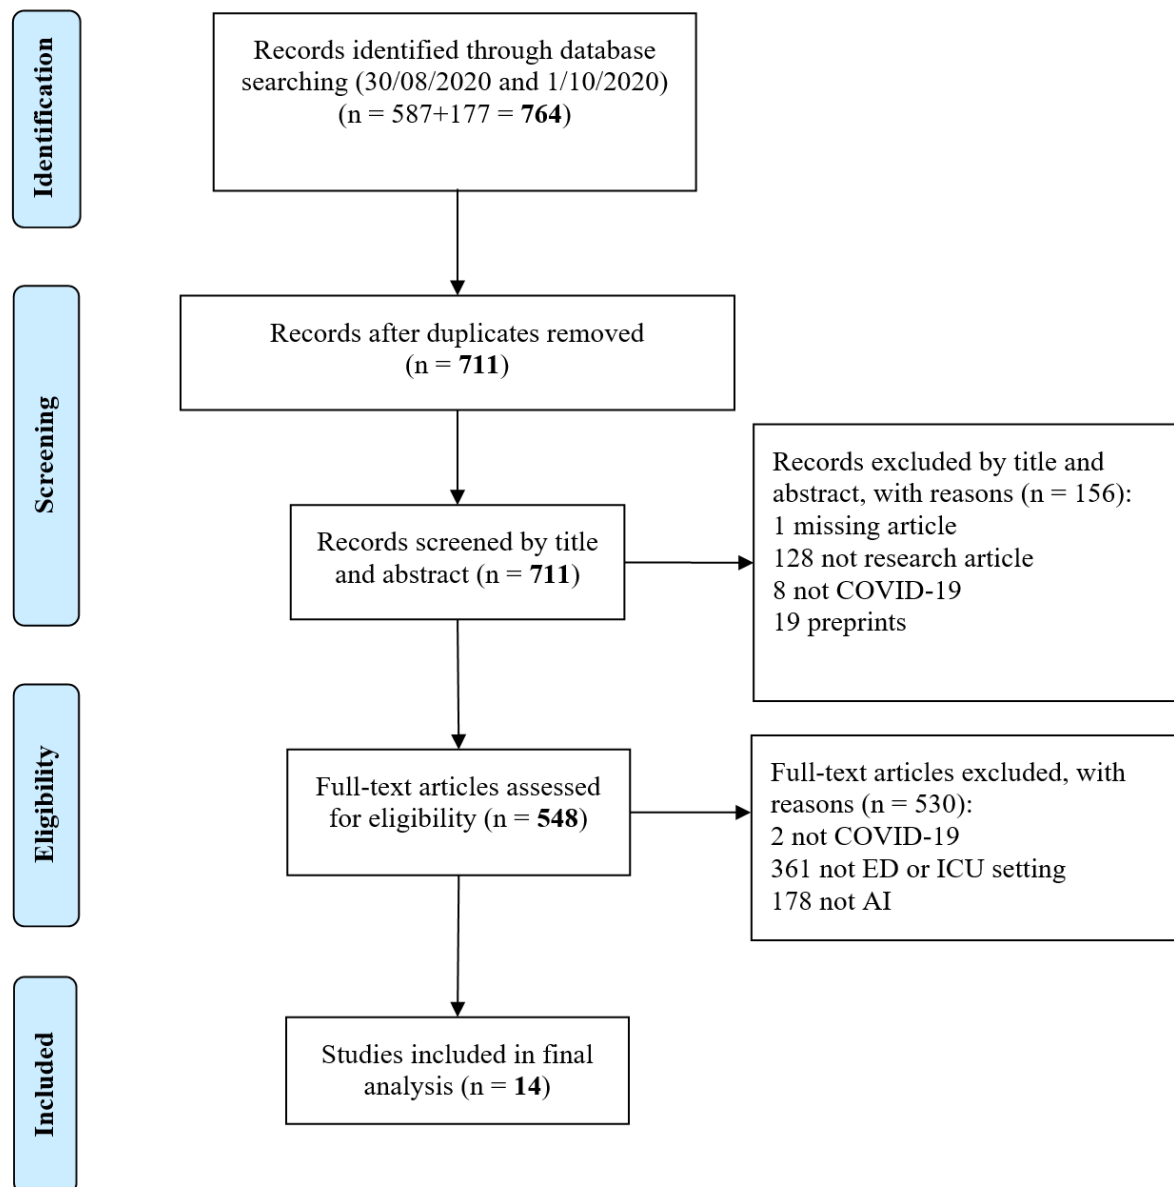 Identification
Records identified through database
searching (30/08/2020 and 1/10/2020)
(n = 587+177 = 764)
Screening
Records after duplicates removed
(n = 711)
Records screened by title
and abstract (n = 711)
Records excluded by title and
abstract, with reasons (n = 156):
1 missing article
128 not research article
8 not COVID-19
19 preprints
Eligibility
Full-text articles assessed
for eligibility (n = 548)
Full-text articles excluded, with
reasons (n = 530):
2 not COVID-19
361 not ED or ICU setting
178 not AI
Included
Studies included in final
analysis (n = 14)